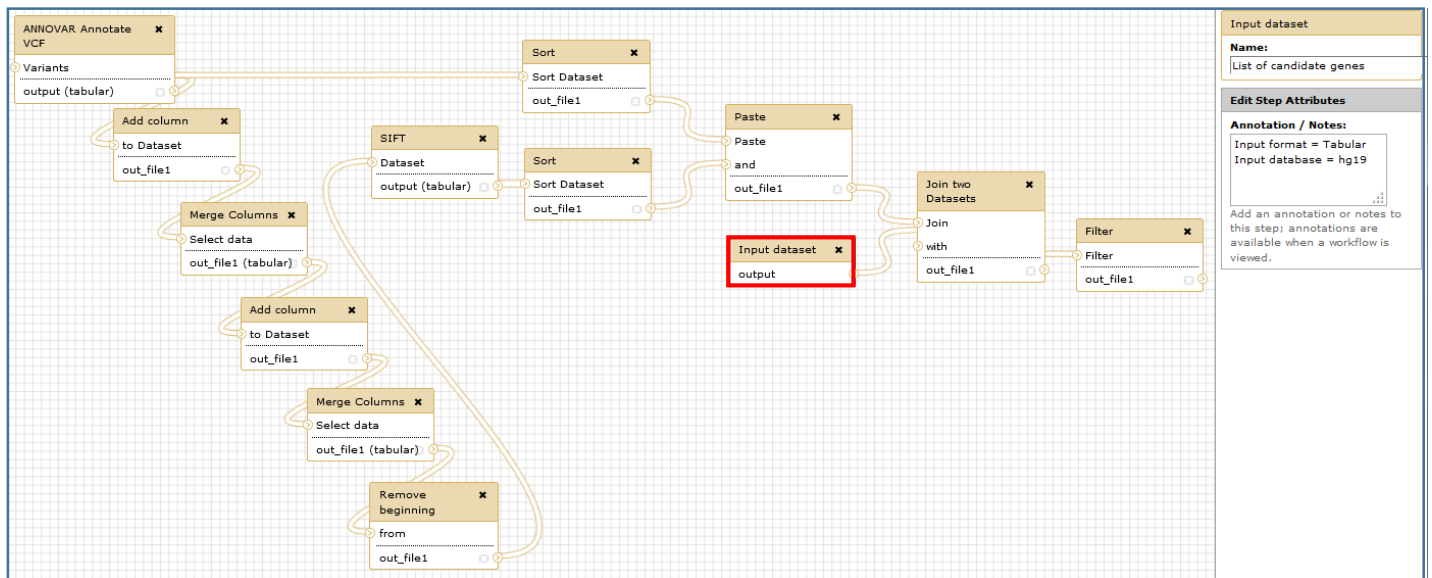 ANNOVAR Annotate
VCF
Variants
output (tabular)
Add column
to Dataset
out_file1
Merge Columns
Select data
out_file1 (tabular)
Add column
to Dataset
out_file1
Merge Columns
Select data
out_file1 (tabular)
Remove
beginning
from
out_file1
SIFT
Dataset
output (tabular)
Sort
Sort Dataset
out_file1
Sort
Sort Dataset
out_file1
Paste
Paste
and
out_file1
Input dataset
output
Join two
Datasets
Join
with
out_file1
Filter
Filter
out_file1
Input dataset
Name:
List of candidate genes
Edit Step Attributes
Annotation / Notes:
Input format = Tabular
Input database = hg19
Add an annotation or notes to
this step; annotations are
available when a workflow is
viewed.